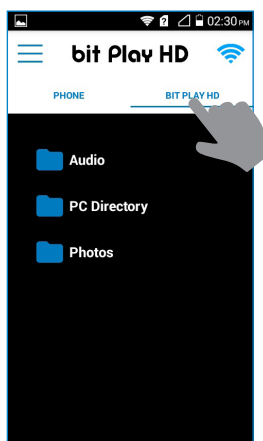 02:30 PM
bit Play HD
PHONE BIT PLAY HD
Audio
PC Directory
Photos